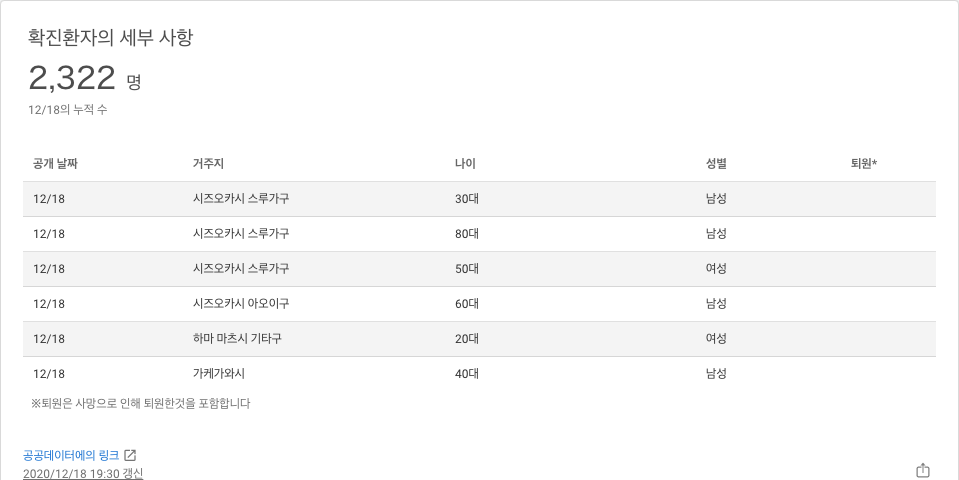 확진환자의 세부 사항
2,322 명
12/18의 누적 수
공개 날짜 거주지 나이 성별 퇴원*
12/18 시즈오카시 스루가구 30대 남성
12/18 시즈오카시 스루가구 80대 남성
12/18 시즈오카시 스루가구 50대 여성
12/18 시즈오카시 아오이구 60대 남성
12/18 하마 마츠시 기타구 20대 여성
12/18 가케가와시 40대 남성
※퇴원은 사망으로 인해 퇴원한것을 포함합니다
공공데이터에의 링크
2020/12/18 19:30 갱신